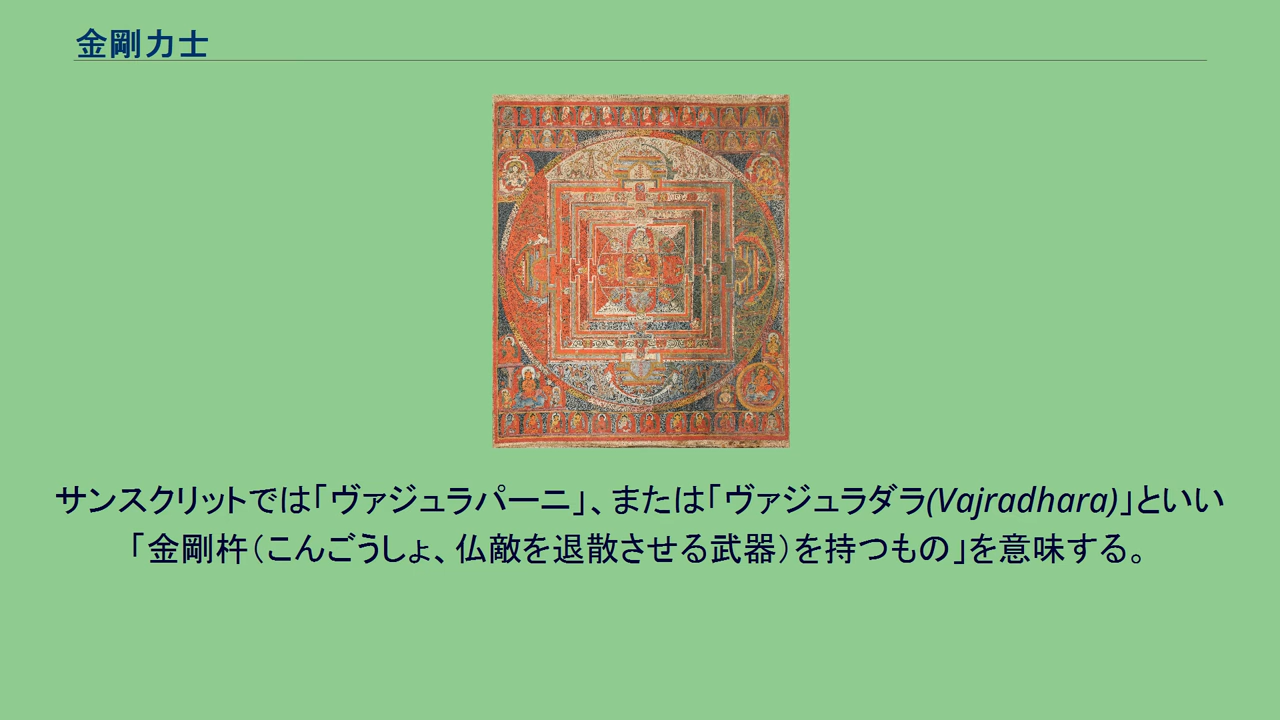 金剛力士
サンスクリットでは「ヴァジュラパーニ」、または「ヴァジュラダラ(Vajradhara)」といい
「金剛杵（こんごうしょ、仏敵を退散させる武器）を持つもの」を意味する。